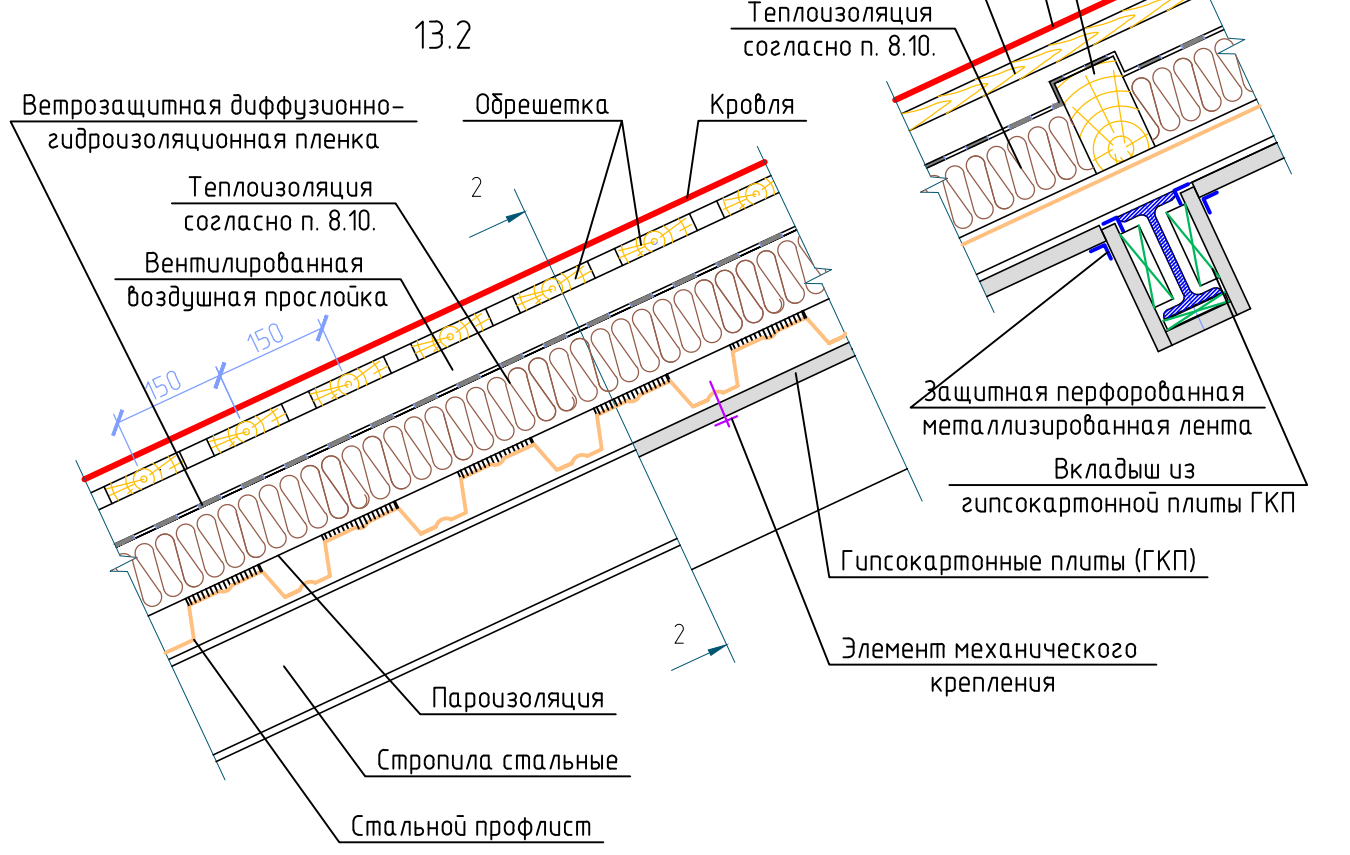 13.2
Теплоизоляция
согласно п. 8.10.
Ветрозащитная диффузионно-
гидроизоляционная пленка
Обрешетка
Кровля
Теплоизоляция
согласно п. 8.10.
2
Вентилированная
воздушная прослойка
150
150
Защитная перфорованная
металлизированная лента
Вкладыш из
гипсокартонной плиты ГКП
Гипсокартонные плиты (ГКП)
2
Элемент механического
крепления
Пароизоляция
Стропила стальные
Стальной профлист